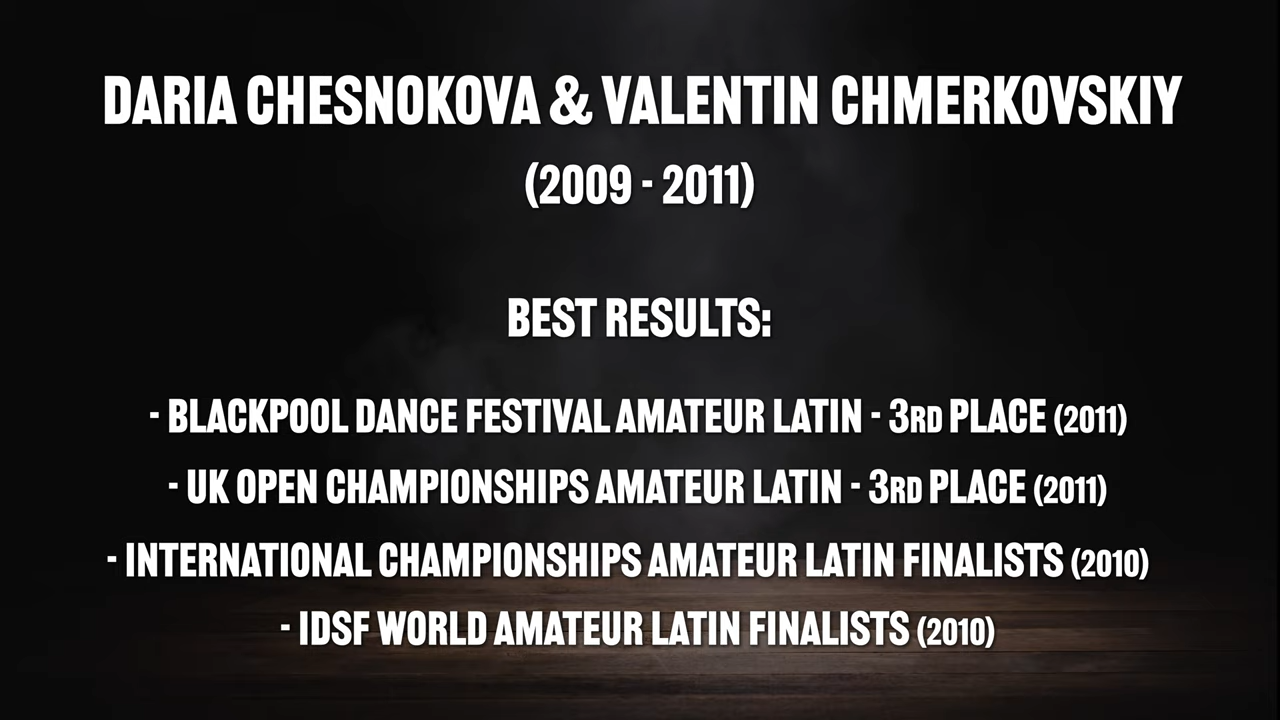 DARIA CHESNOKOVA & VALENTIN CHMERKOVSKIY
(2009 - 2011)
BEST RESULTS:
- BLACKPOOL DANCE FESTIVAL AMATEUR LATIN - 3RD PLACE (2011)
- UK OPEN CHAMPIONSHIPS AMATEUR LATIN - 3RD PLACE (2011)
- INTERNATIONAL CHAMPIONSHIPS AMATEUR LATIN FINALISTS (2010)
- IDSF WORLD AMATEUR LATIN FINALISTS (2010)